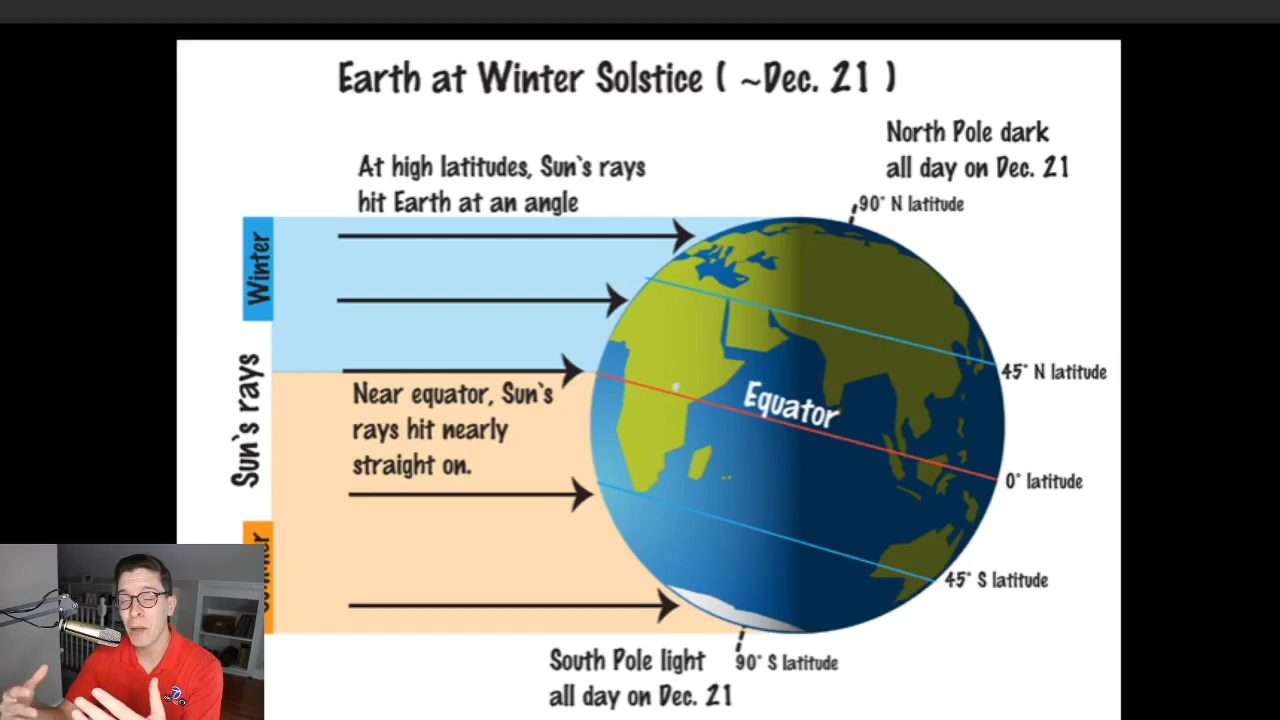 Earth at Winter Solstice ( ~Dec. 21 )
North Pole dark
all day on Dec. 21
At high latitudes, Sun`s rays
hit Earth at an angle
90° N latitude
Winter
Sun`s rays
Near equator, Sun`s
rays hit nearly
straight on.
Equator
45° N latitude
0° latitude
45° S latitude
South Pole light
all day on Dec. 21
90° S latitude